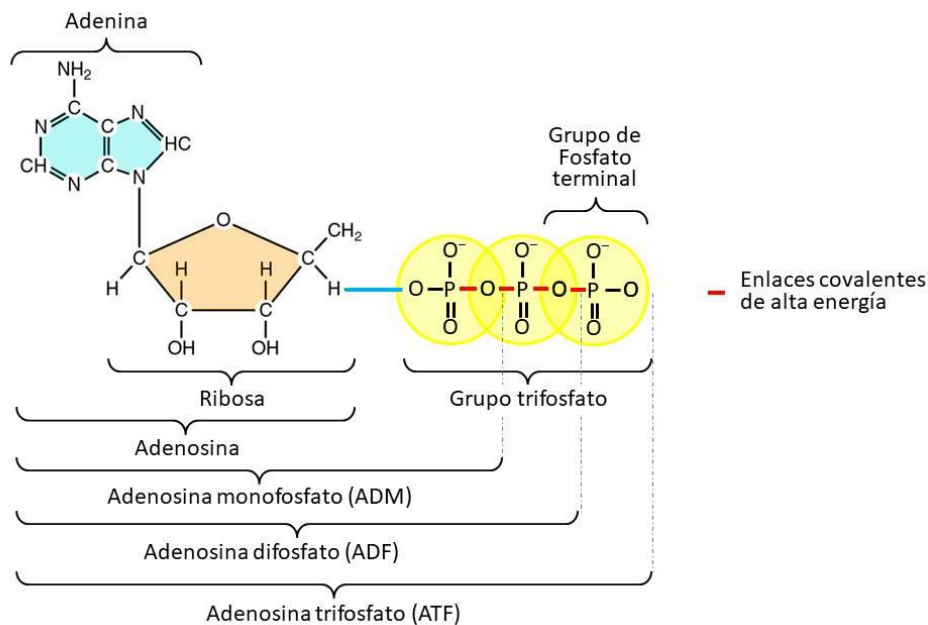 Adenina
NH₂
C
N
C
N
HC
CH
N
C
N
Grupo de
Fosfato
terminal
O
CH₂
C
C
H
H
H
H
C
C
OH
OH
O⁻
O⁻
O⁻
O
P
O
P
O
P
O
O
O
O
Enlaces covalentes
de alta energía
Ribosa
Grupo trifosfato
Adenosina
Adenosina monofosfato (ADM)
Adenosina difosfato (ADF)
Adenosina trifosfato (ATF)